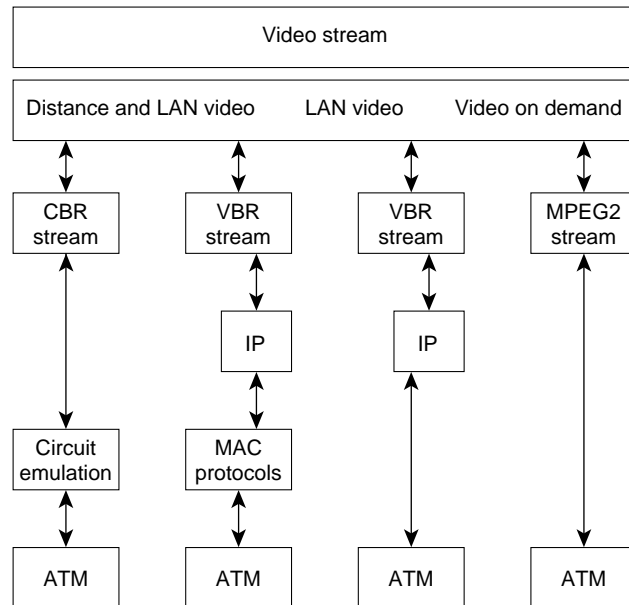 Video stream
Distance and LAN video LAN video Video on demand
CBR stream
VBR stream
VBR stream
MPEG2 stream
IP
IP
Circuit emulation
MAC protocols
ATM
ATM
ATM
ATM